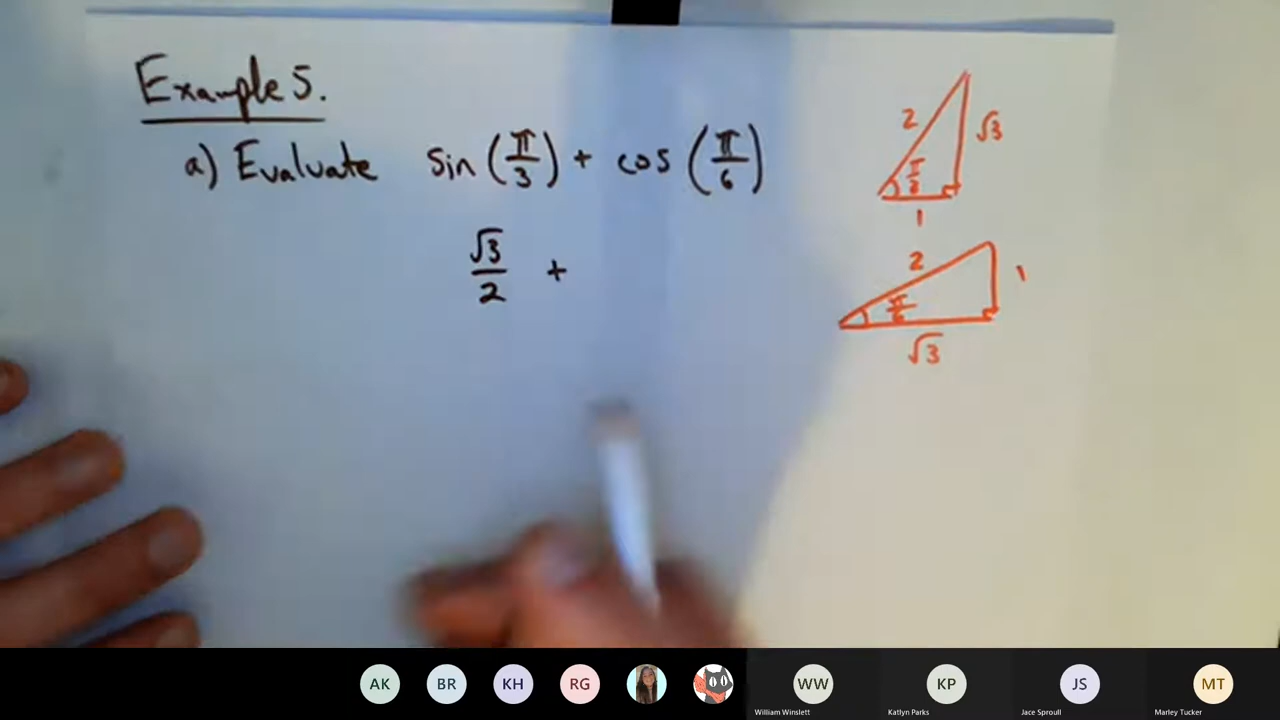 Example 5.
a) Evaluate sin(π/3) + cos(π/6)
√3/2 +
2
√3
π/3
1
2
1
π/6
√3
AK BR KH RG WW KP JS MT
William Winslett Katlyn Parks Jace Sproull Marley Tucker